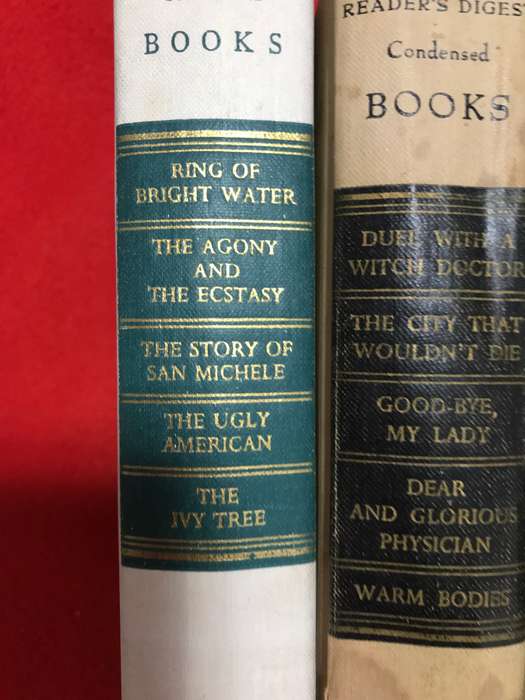 BOOKS
RING OF
BRIGHT WATER
THE AGONY
AND
THE ECSTASY
THE STORY OF
SAN MICHELE
THE UGLY
AMERICAN
THE
IVY TREE
READER'S DIGEST
Condensed
BOOKS
DUEL WITH A
WITCH DOCTOR
THE CITY THAT
WOULDN'T DIE
GOOD-BYE,
MY LADY
DEAR
AND GLORIOUS
PHYSICIAN
WARM BODIES